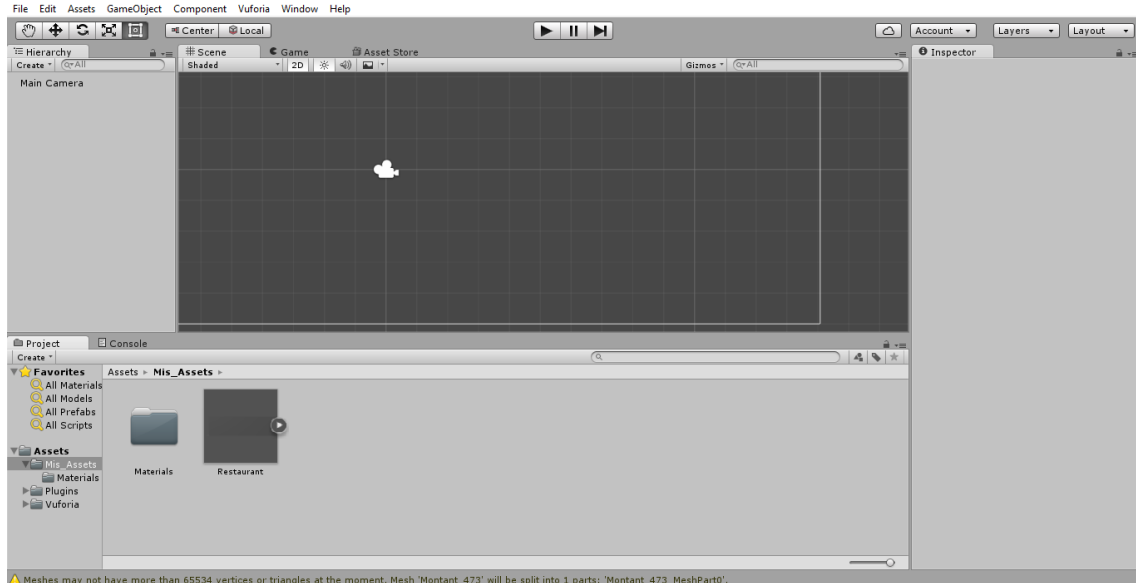 File Edit Assets GameObject Component Vuforia Window Help
Center Local Account Layers Layout
Hierarchy Scene Game Asset Store Inspector
Create All Shaded 2D Gizmos All
Main Camera
Project Console
Create
Favorites Assets Mis_Assets
All Materials
All Models
All Prefabs
All Scripts
Assets
Mis_Assets Materials Restaurant
Materials
Plugins
Vuforia
Meshes may not have more than 65534 vertices or triangles at the moment. Mesh 'Montant_473' will be split into 1 parts: 'Montant_473_MeshPart0'.